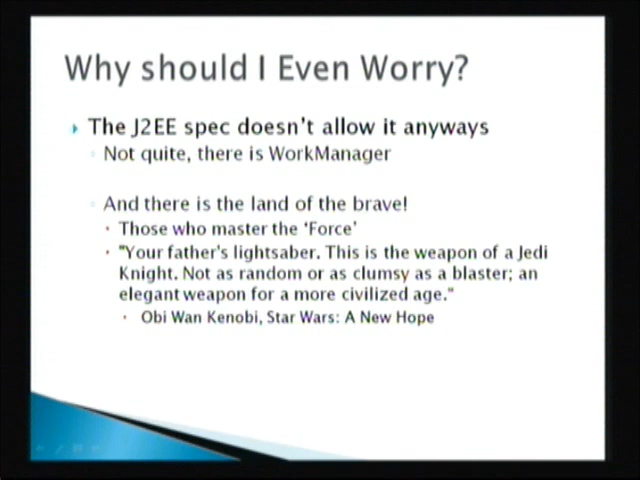 Why should I Even Worry?
The J2EE spec doesn't allow it anyways
Not quite, there is WorkManager
And there is the land of the brave!
Those who master the 'Force'
"Your father's lightsaber. This is the weapon of a Jedi
Knight. Not as random or as clumsy as a blaster; an
elegant weapon for a more civilized age."
Obi Wan Kenobi, Star Wars: A New Hope